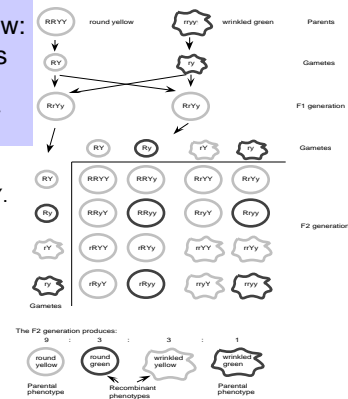 w:
s
RRYY round yellow rryy wrinkled green Parents
RY ry Gametes
RrYy RrYy F1 generation
RY Ry rY ry Gametes
RY RRYY RRYy RrYY RrYy
Y.
Ry RRyY RRyy RryY Rryy
F2 generation
rY rRYY rRYy rrYY rrYy
ry rRyY rRyy rryY rryy
Gametes
The F2 generation produces:
9 : 3 : 3 : 1
round yellow round green wrinkled yellow wrinkled green
Parental phenotype Recombinant phenotypes Parental phenotype